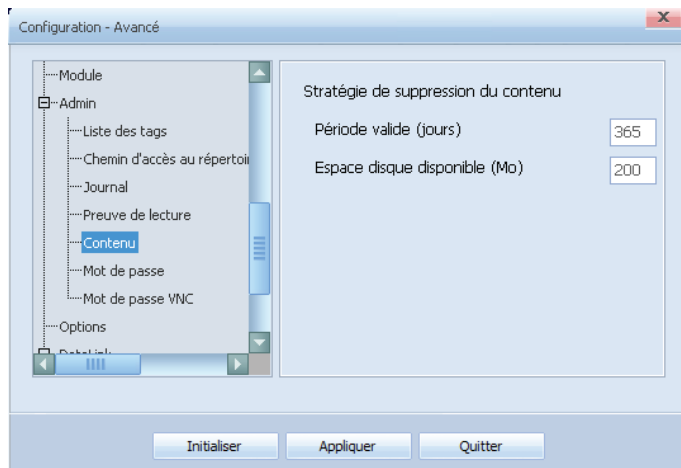 Configuration - Avancé
Module
Admin
Liste des tags
Chemin d'accès au répertoi
Journal
Preuve de lecture
Contenu
Mot de passe
Mot de passe VNC
Options
DataLink
Stratégie de suppression du contenu
Période valide (jours) 365
Espace disque disponible (Mo) 200
Initialiser Appliquer Quitter